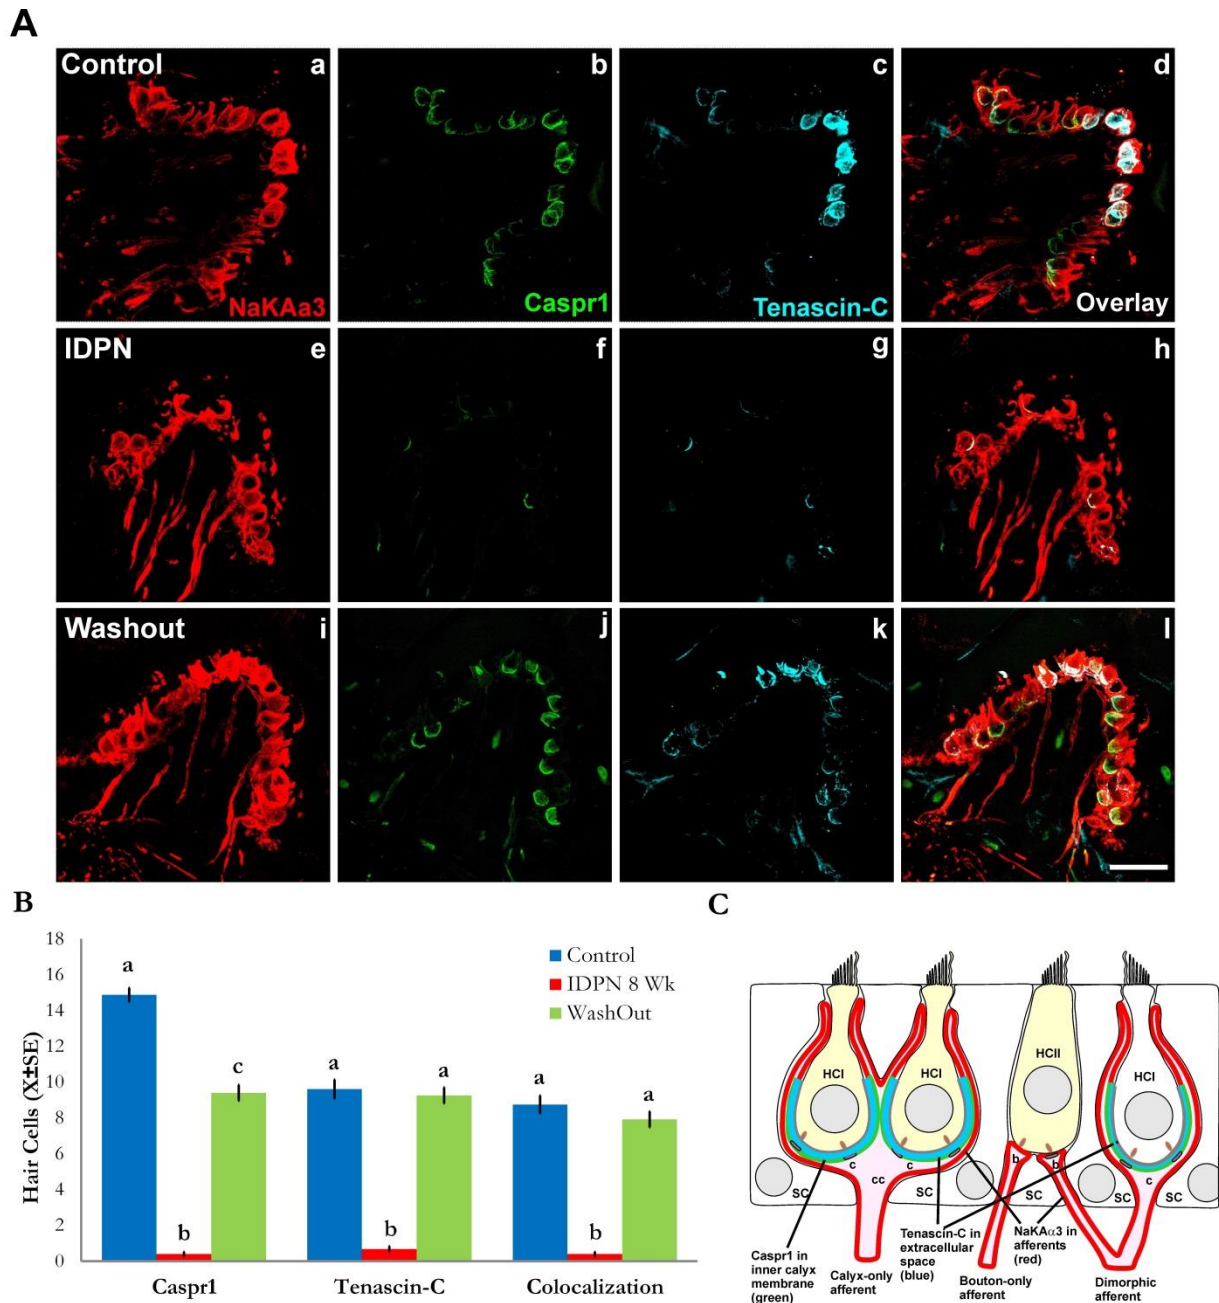 A
Control
a
b
c
d
NaKAa3
Caspr1
Tenascin-C
Overlay
IDPN
e
f
g
h
Washout
i
j
k
l
B
18
16
14
12
10
8
6
4
2
0
Hair Cells (X±SE)
Control
IDPN 8 Wk
WashOut
a
b
c
a
b
a
a
b
a
Caspr1
Tenascin-C
Colocalization
C
HCI
HCI
HCII
HCI
c
c
cc
b
b
c
SC
SC
SC
SC
SC
Caspr1 in
inner calyx
membrane
(green)
Calyx-only
afferent
Tenascin-C in
extracellular
space
(blue)
NaKAα3 in
afferents
(red)
Bouton-only
afferent
Dimorphic
afferent